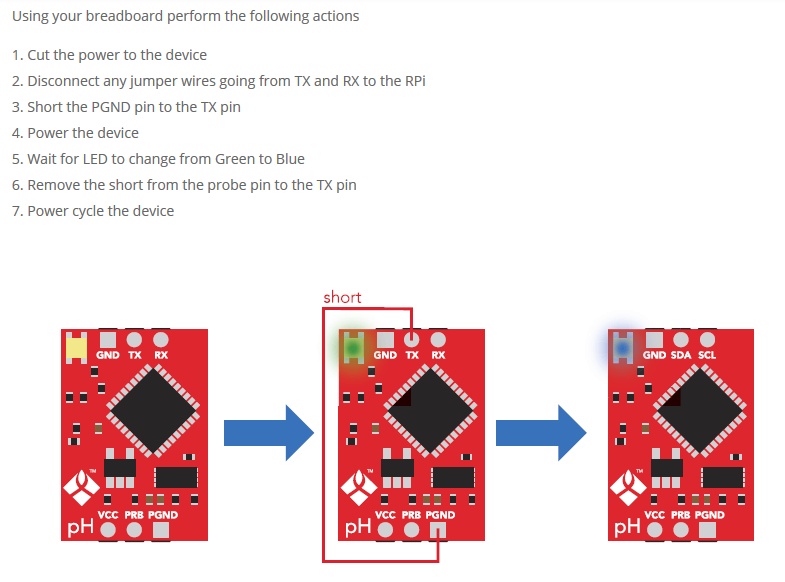 Using your breadboard perform the following actions
1. Cut the power to the device
2. Disconnect any jumper wires going from TX and RX to the RPi
3. Short the PGND pin to the TX pin
4. Power the device
5. Wait for LED to change from Green to Blue
6. Remove the short from the probe pin to the TX pin
7. Power cycle the device
short
GND TX RX
GND TX RX
GND SDA SCL
TM
TM
TM
VCC PRB PGND
pH
VCC PRB PGND
pH
VCC PRB PGND
pH